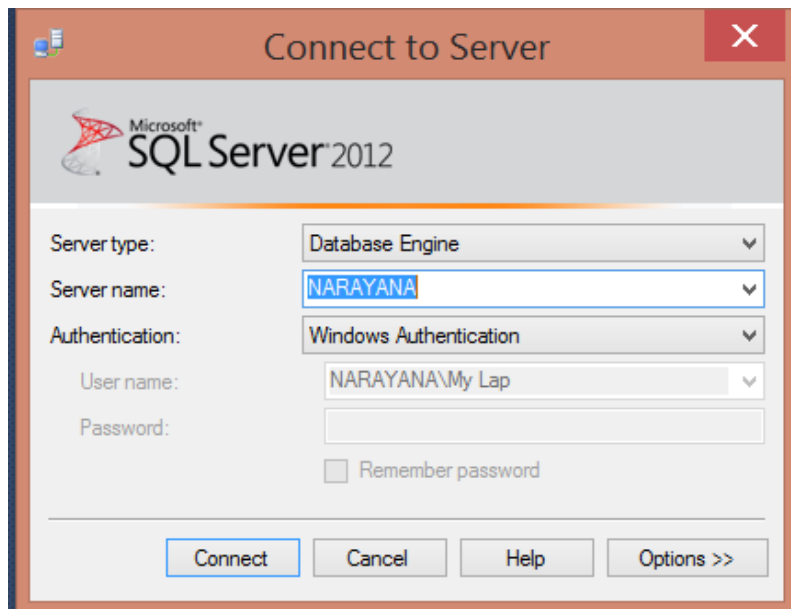 Connect to Server
Microsoft®
SQL Server® 2012
Server type: Database Engine
Server name: NARAYANA
Authentication: Windows Authentication
User name: NARAYANA\My Lap
Password:
Remember password
Connect Cancel Help Options >>